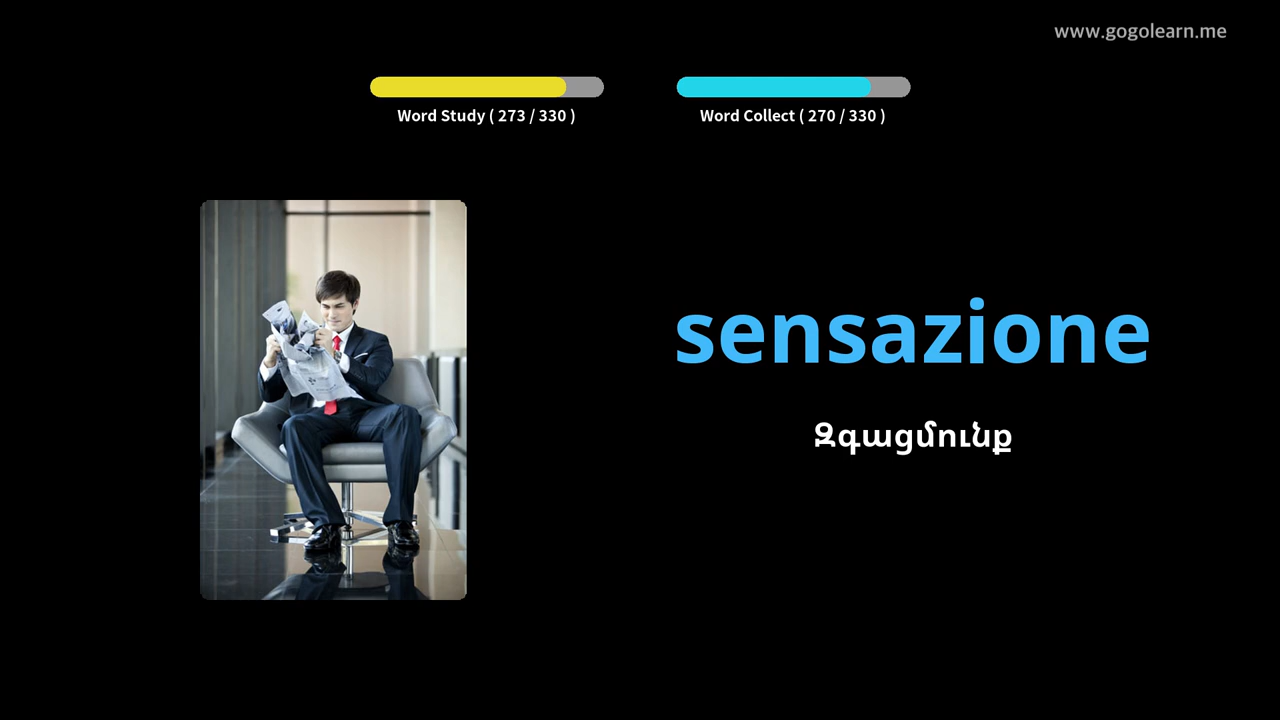 www.gogolearn.me
Word Study ( 273 / 330 )
Word Collect ( 270 / 330 )
sensazione
Զգացմունք